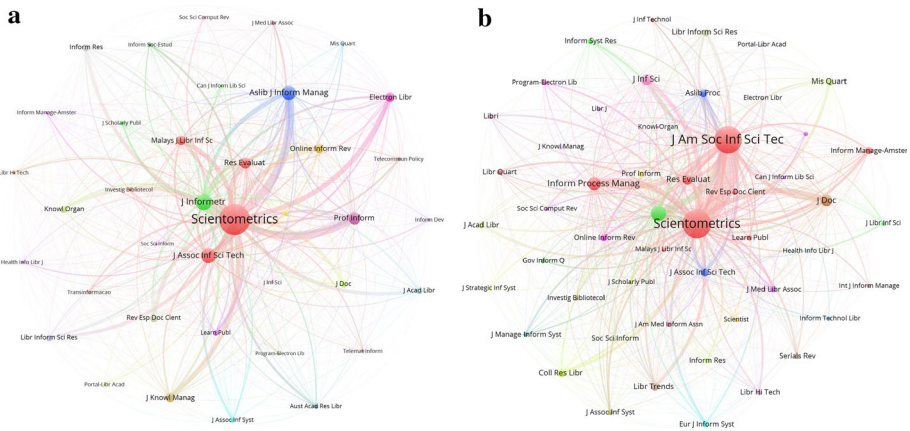 a
Soc Sci Comput Rev
J Med Libr Assoc
Inform Res
Inform Soc-Estud
Mis Quart
Can J Inform Lib Sci
Aslib J Inform Manag
Electron Libr
Inform Manage-Amster
J Scholarly Publ
Malays J Libr Inf Sc
Online Inform Rev
Res Evaluat
Telecommun Policy
Libr Hi Tech
Investig Bibliotecol
J Informetr
Knowl Organ
Scientometrics
Prof Inform
Inform Dev
Soc Sci Inform
J Assoc Inf Sci Tech
Health Info Libr J
J Inf Sci
J Doc
Transinformacao
J Acad Libr
Rev Esp Doc Cient
Learn Publ
Libr Inform Sci Res
Program-Electron Lib
Telemat Inform
Portal-Libr Acad
J Knowl Manag
Aust Acad Res Libr
J Assoc Inf Syst
b
J Inf Technol
Libr Inform Sci Res
Inform Syst Res
Portal-Libr Acad
Program-Electron Lib
J Inf Sci
Mis Quart
Aslib Proc
Electron Libr
Libr J
Libri
Knowl Organ
J Am Soc Inf Sci Tec
J Knowl Manag
Inform Manage-Amster
Libr Quart
Prof Inform
Can J Inform Lib Sci
Inform Process Manag
Res Evaluat
Rev Esp Doc Cient
J Doc
Soc Sci Comput Rev
J Acad Libr
Scientometrics
J Libr Inf Sci
Online Inform Rev
Learn Publ
Malays J Libr Inf Sc
Health Info Libr J
Gov Inform Q
J Assoc Inf Sci Tech
J Strategic Inf Syst
J Scholarly Publ
J Med Libr Assoc
Int J Inform Manage
Investig Bibliotecol
J Manage Inform Syst
J Am Med Inform Assn
Scientist
Inform Technol Libr
Soc Sci Inform
Inform Res
Serials Rev
Coll Res Libr
Libr Trends
Libr Hi Tech
J Assoc Inf Syst
Eur J Inform Syst